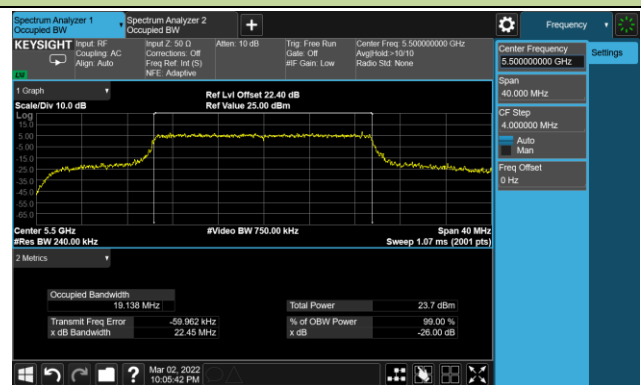 Spectrum Analyzer 1
Occupied BW
Spectrum Analyzer 2
Occupied BW
Frequency
KEYSIGHT
Input: RF
Coupling: AC
Align: Auto
Input Z: 50 Ω
Corrections: Off
Freq Ref: Int (S)
NFE: Adaptive
Atten: 10 dB
Trig: Free Run
Gate: Off
#IF Gain: Low
Center Freq: 5.500000000 GHz
Avg|Hold:>10/10
Radio Std: None
Center Frequency
5.500000000 GHz
Settings
Span
40.000 MHz
CF Step
4.000000 MHz
Auto
Man
Freq Offset
0 Hz
1 Graph
Scale/Div 10.0 dB
Ref Lvl Offset 22.40 dB
Ref Value 25.00 dBm
Log
15.0
5.00
-5.00
-15.0
-25.0
-35.0
-45.0
-55.0
-65.0
Center 5.5 GHz
#Video BW 750.00 kHz
Span 40 MHz
#Res BW 240.00 kHz
Sweep 1.07 ms (2001 pts)
2 Metrics
Occupied Bandwidth
19.138 MHz
Total Power 23.7 dBm
Transmit Freq Error -59.962 kHz
% of OBW Power 99.00 %
x dB Bandwidth 22.45 MHz
x dB -26.00 dB
?
Mar 02, 2022
10:05:42 PM